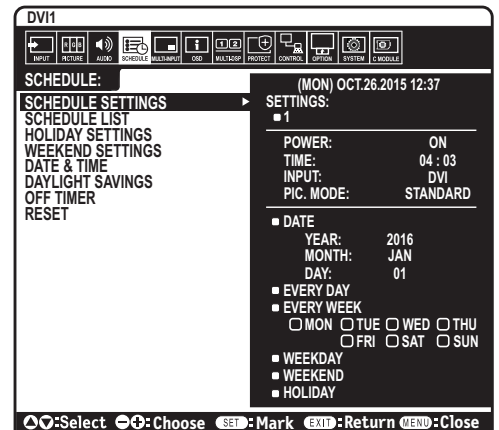 DVI1
INPUT RGB PICTURE AUDIO SCHEDULE MULTI-INPUT OSD 1 2 MULTI-DSP PROTECT CONTROL OPTION SYSTEM C MODULE
SCHEDULE:
SCHEDULE SETTINGS
SCHEDULE LIST
HOLIDAY SETTINGS
WEEKEND SETTINGS
DATE & TIME
DAYLIGHT SAVINGS
OFF TIMER
RESET
(MON) OCT.26.2015 12:37
SETTINGS:
1
POWER: ON
TIME: 04 : 03
INPUT: DVI
PIC. MODE: STANDARD
DATE
YEAR: 2016
MONTH: JAN
DAY: 01
EVERY DAY
EVERY WEEK
MON TUE WED THU
FRI SAT SUN
WEEKDAY
WEEKEND
HOLIDAY
:Select :Choose SET:Mark EXIT:Return MENU:Close